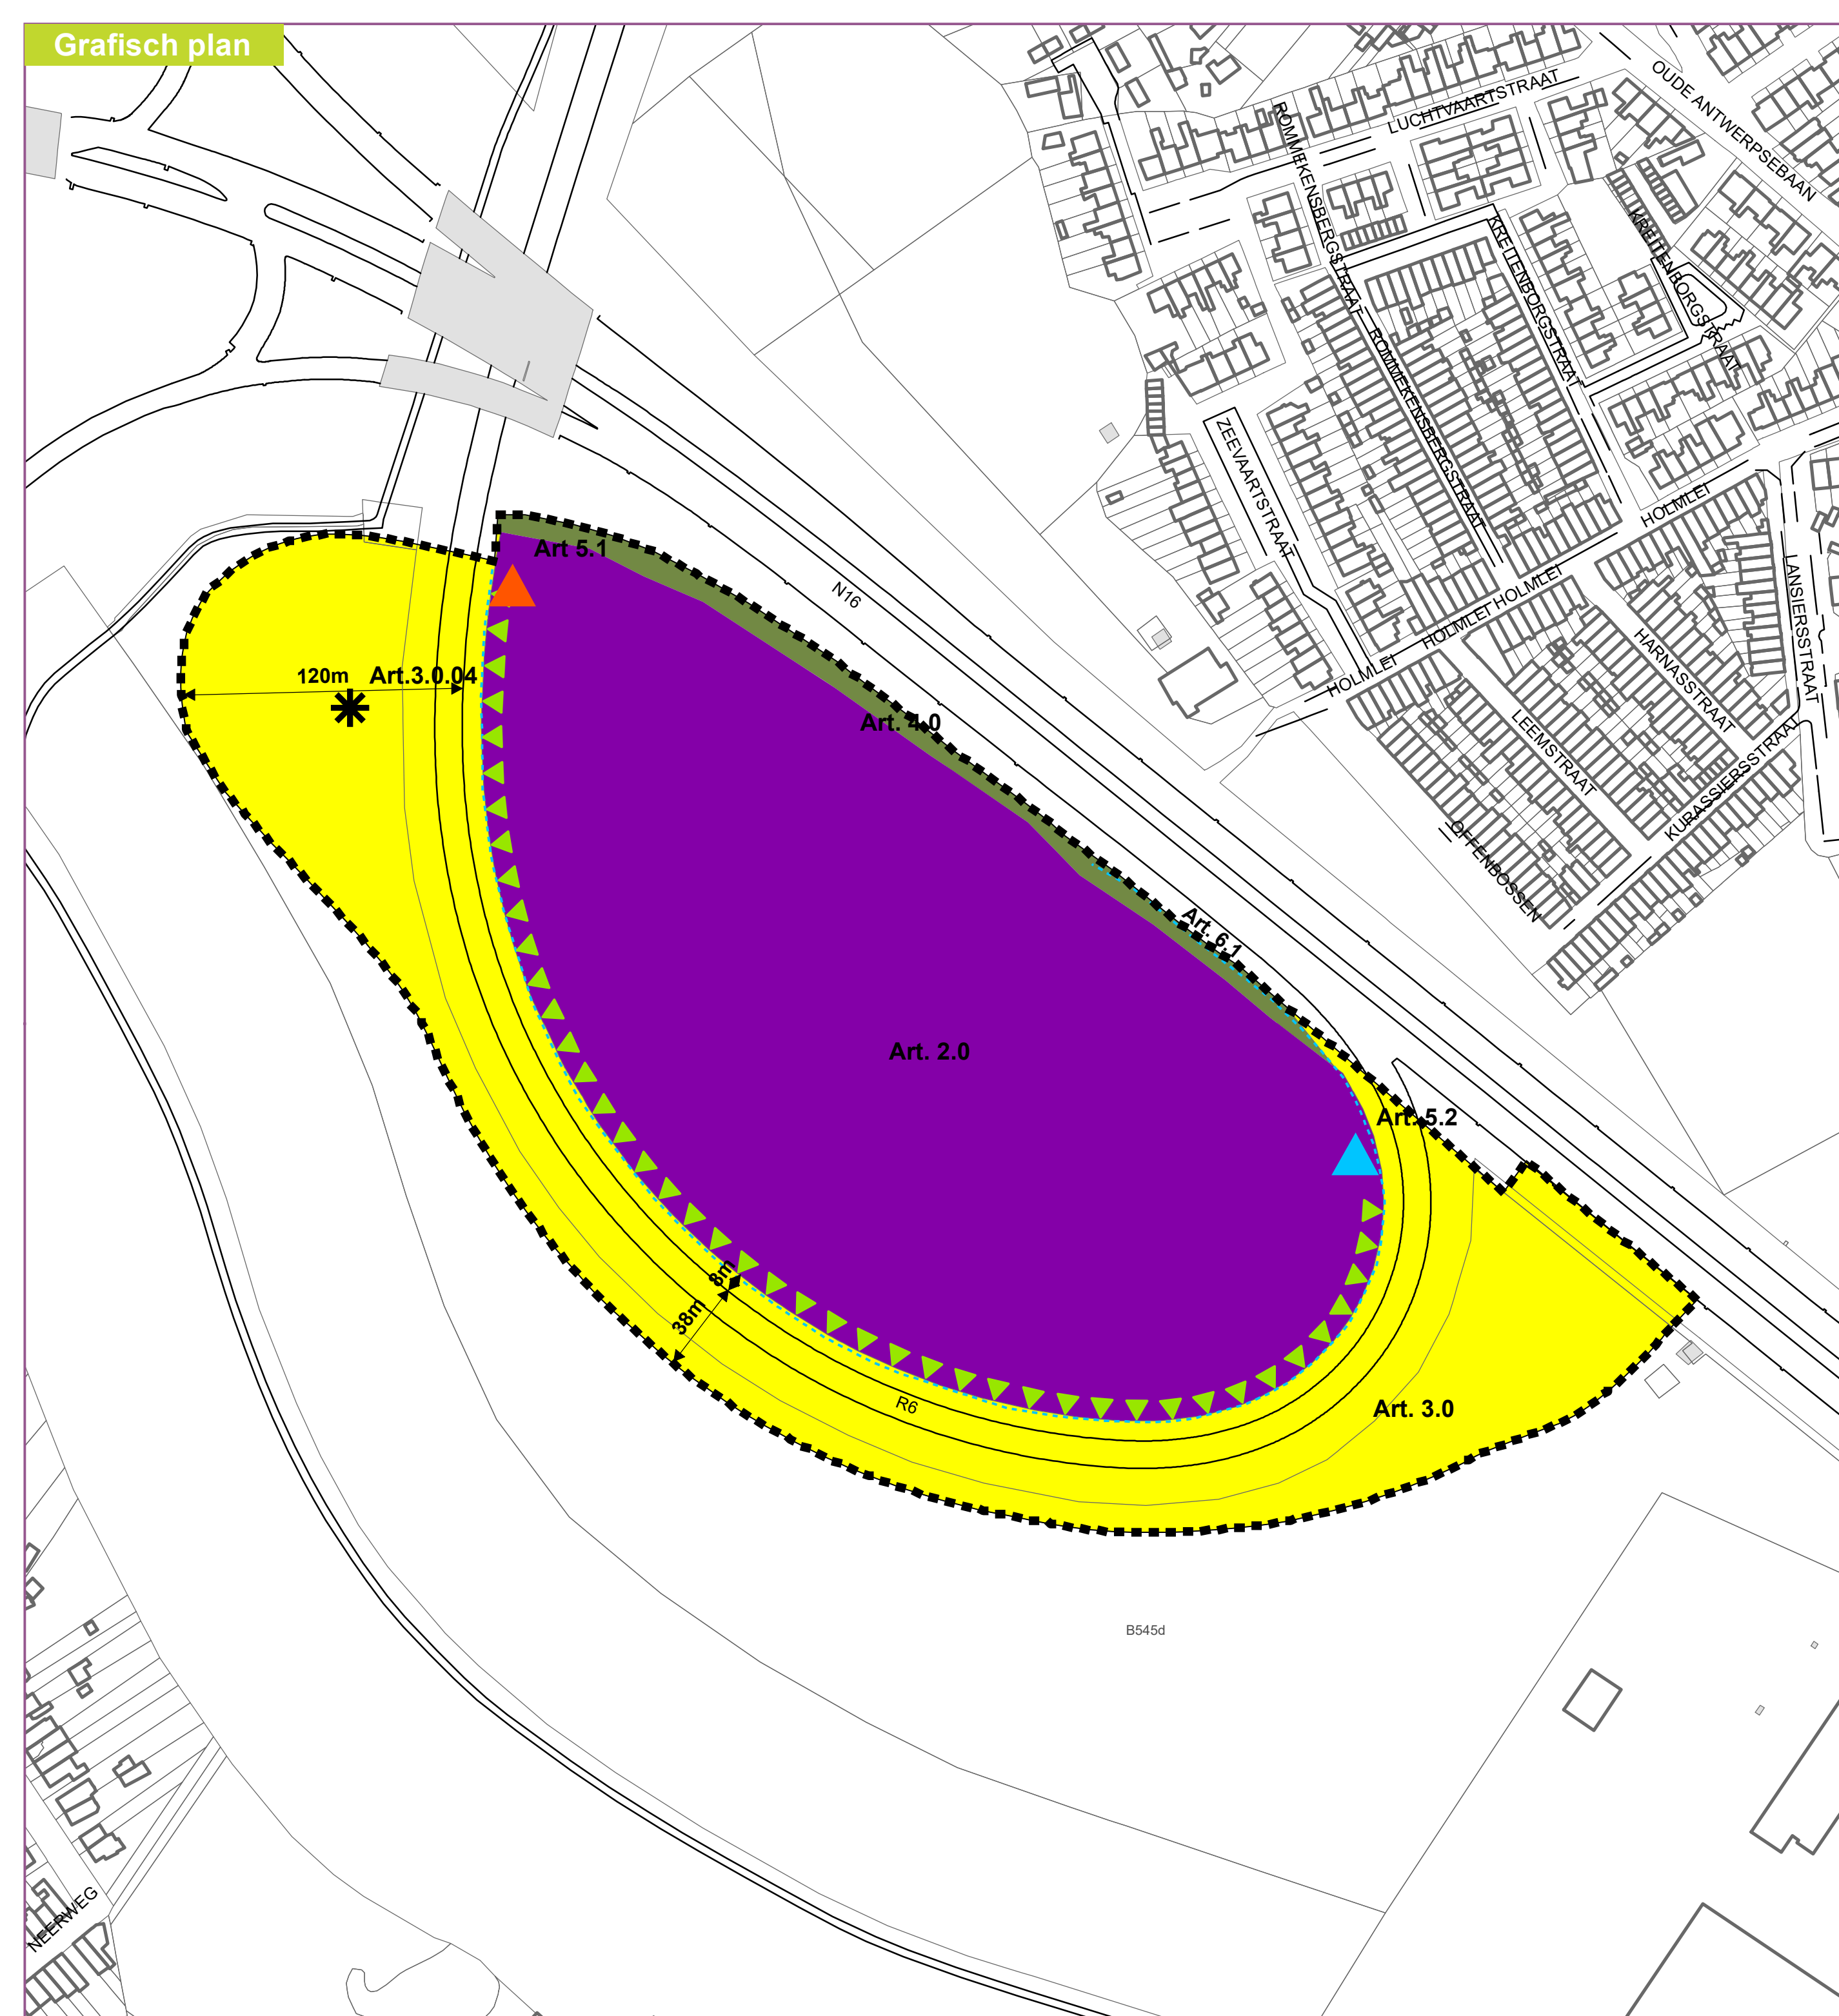 Grafisch plan
OUDE ANTWERPSEBAAN
LUCHTVAARTSTRAAT
ROMMEKENSBERGSTRAAT
KREITENBORGSTRAAT
KREITENBORGSTRAAT
ROMMEKENSBERGSTRAAT
ZEEVAARTSTRAAT
HOLMLEI
HOLMLEI
HOLMLEI
HOLMLEI
LANSIERSSTRAAT
HARNASSTRAAT
LEEMSTRAAT
KURASSIERSSTRAAT
OFFENBOSSEN
Art 5.1
N16
120m
Art.3.0.04
Art. 4.0
Art. 6.1
Art. 2.0
Art. 5.2
8m
38m
R6
Art. 3.0
B545d
NEERWEG